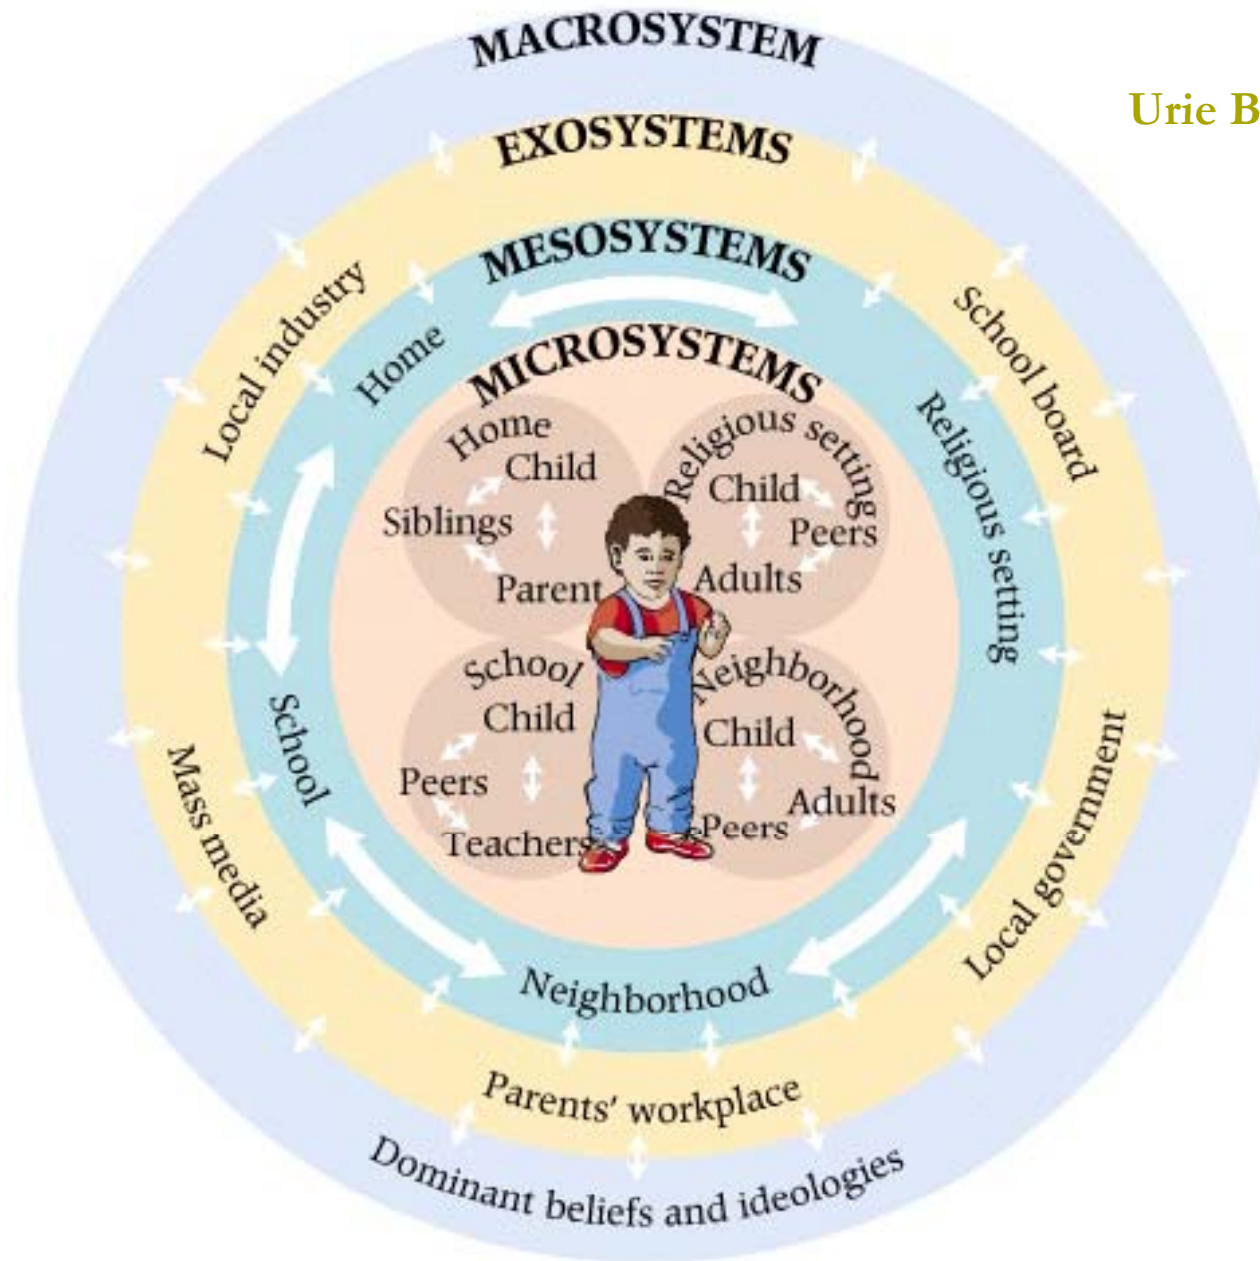 MACROSYSTEM
Urie B
EXOSYSTEMS
MESOSYSTEMS
MICROSYSTEMS
Local industry
School board
Home
Religious setting
Home
Child
Siblings
Parent
Religious setting
Child
Peers
Adults
School
Child
Peers
Teachers
Neighborhood
Child
Adults
Peers
School
Neighborhood
Mass media
Local government
Parents' workplace
Dominant beliefs and ideologies